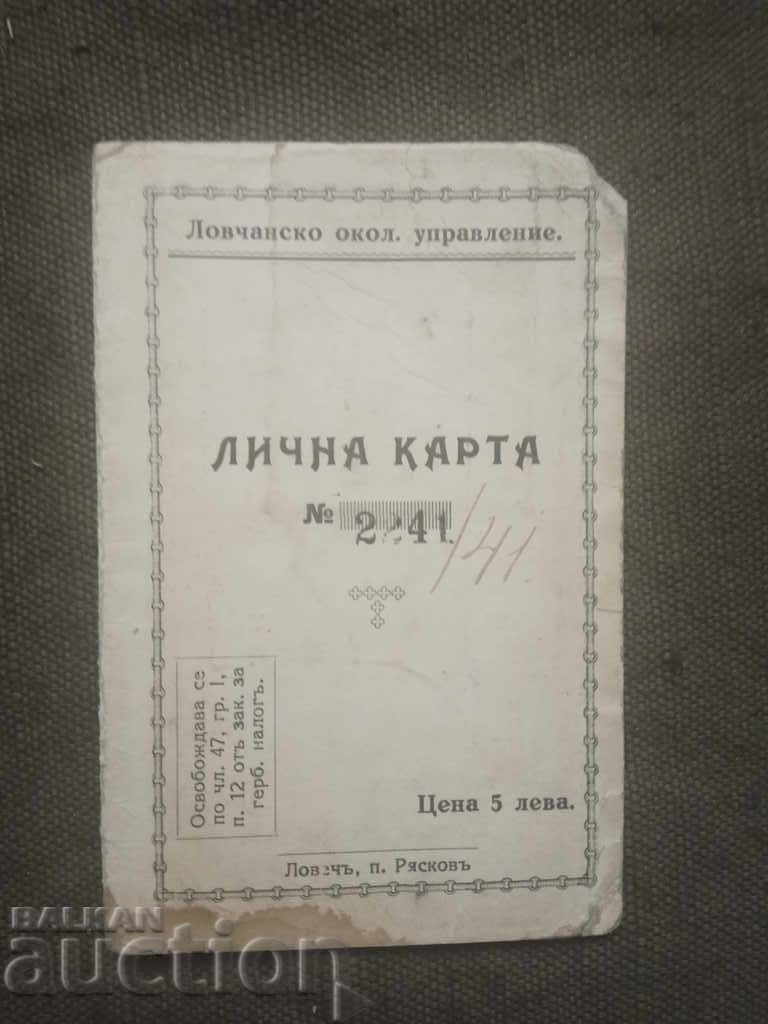 Ловчанско окол. управление.
ЛИЧНА КАРТА
№ 2241 /41.
Освобождава се
по чл. 47, гр. I,
п. 12 отъ зак. за
герб. налогъ.
Цена 5 лева.
Ловечъ, п. Рясковъ
BALKAN
auction